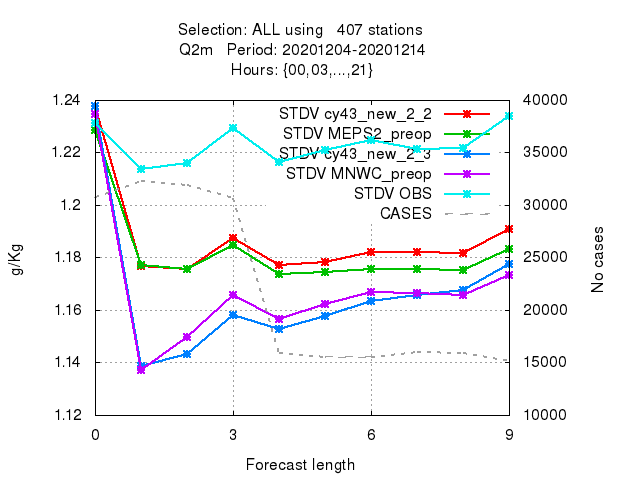 Selection: ALL using   407 stations
Q2m   Period: 20201204-20201214
Hours: {00,03,...,21}
STDV cy43_new_2_2
STDV MEPS2_preop
STDV cy43_new_2_3
STDV MNWC_preop
STDV OBS
CASES
1.24
1.22
1.2
1.18
1.16
1.14
1.12
g/Kg
40000
35000
30000
25000
20000
15000
10000
No cases
0
3
6
9
Forecast length